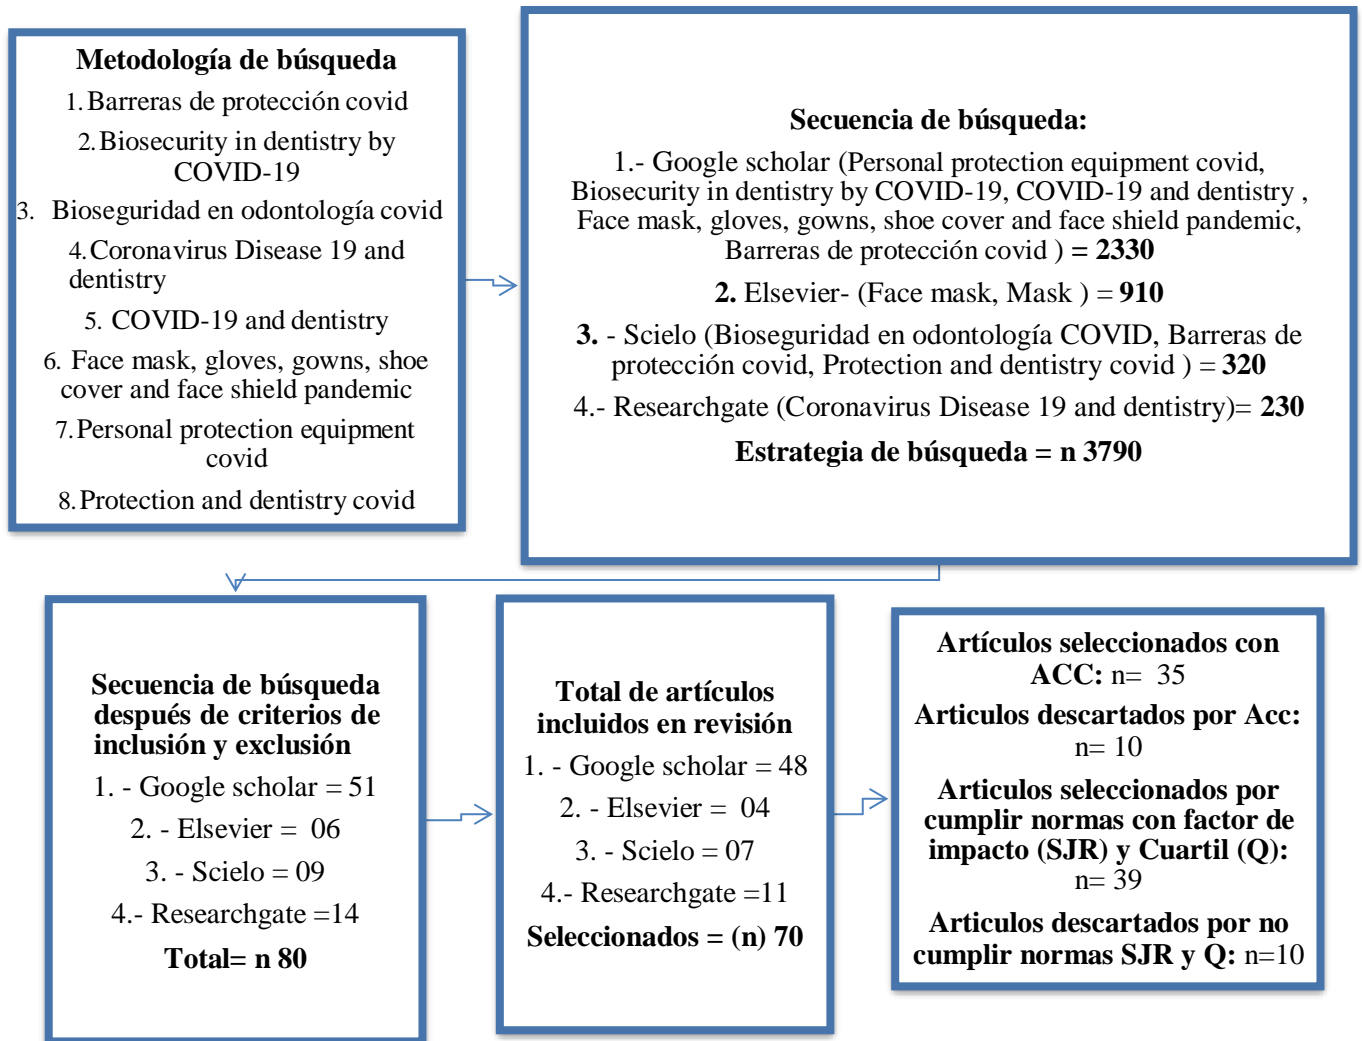 Metodología de búsqueda
1.Barreras de protección covid
2.Biosecurity in dentistry by
COVID-19
3. Bioseguridad en odontología covid
4.Coronavirus Disease 19 and
dentistry
5. COVID-19 and dentistry
6. Face mask, gloves, gowns, shoe
cover and face shield pandemic
7.Personal protection equipment
covid
8.Protection and dentistry covid
Secuencia de búsqueda:
1.- Google scholar (Personal protection equipment covid,
Biosecurity in dentistry by COVID-19, COVID-19 and dentistry ,
Face mask, gloves, gowns, shoe cover and face shield pandemic,
Barreras de protección covid ) = 2330
2. Elsevier- (Face mask, Mask ) = 910
3. - Scielo (Bioseguridad en odontología COVID, Barreras de
protección covid, Protection and dentistry covid ) = 320
4.- Researchgate (Coronavirus Disease 19 and dentistry)= 230
Estrategia de búsqueda = n 3790
Secuencia de búsqueda
después de criterios de
inclusión y exclusión
1. - Google scholar = 51
2. - Elsevier = 06
3. - Scielo = 09
4.- Researchgate =14
Total= n 80
Total de artículos
incluidos en revisión
1. - Google scholar = 48
2. - Elsevier = 04
3. - Scielo = 07
4.- Researchgate =11
Seleccionados = (n) 70
Artículos seleccionados con
ACC: n= 35
Articulos descartados por Acc:
n= 10
Articulos seleccionados por
cumplir normas con factor de
impacto (SJR) y Cuartil (Q):
n= 39
Articulos descartados por no
cumplir normas SJR y Q: n=10